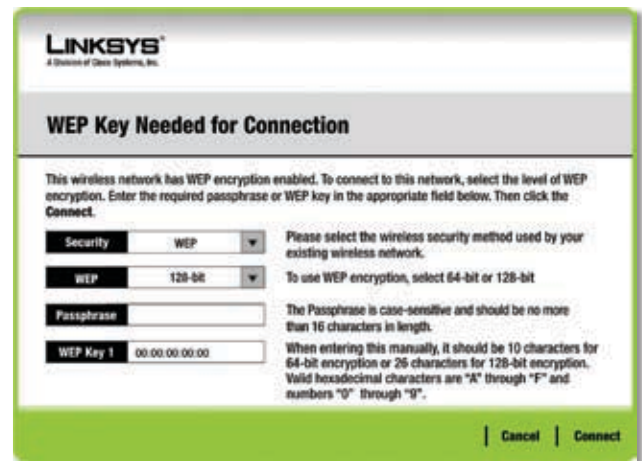 LINKSYS®
A Division of Cisco Systems, Inc.
WEP Key Needed for Connection
This wireless network has WEP encryption enabled. To connect to this network, select the level of WEP
encryption. Enter the required passphrase or WEP key in the appropriate field below. Then click the
Connect.
Security WEP Please select the wireless security method used by your
existing wireless network.
WEP 128-bit To use WEP encryption, select 64-bit or 128-bit
Passphrase The Passphrase is case-sensitive and should be no more
than 16 characters in length.
WEP Key 1 00:00:00:00:00 When entering this manually, it should be 10 characters for
64-bit encryption or 26 characters for 128-bit encryption.
Valid hexadecimal characters are "A" through "F" and
numbers "0" through "9".
Cancel | Connect